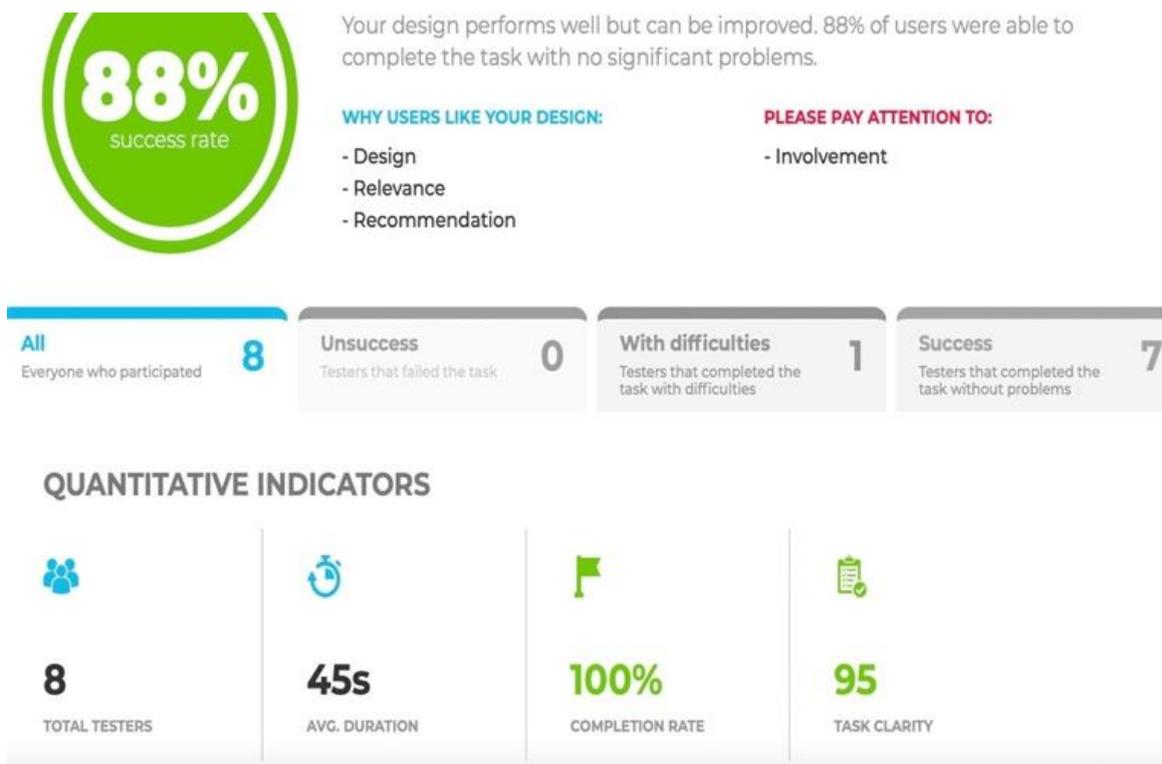 88%
success rate
Your design performs well but can be improved. 88% of users were able to
complete the task with no significant problems.
WHY USERS LIKE YOUR DESIGN:
- Design
- Relevance
- Recommendation
PLEASE PAY ATTENTION TO:
- Involvement
All
Everyone who participated
8
Unsuccess
Testers that failed the task
0
With difficulties
Testers that completed the
task with difficulties
1
Success
Testers that completed the
task without problems
7
QUANTITATIVE INDICATORS
8
TOTAL TESTERS
45s
AVG. DURATION
100%
COMPLETION RATE
95
TASK CLARITY